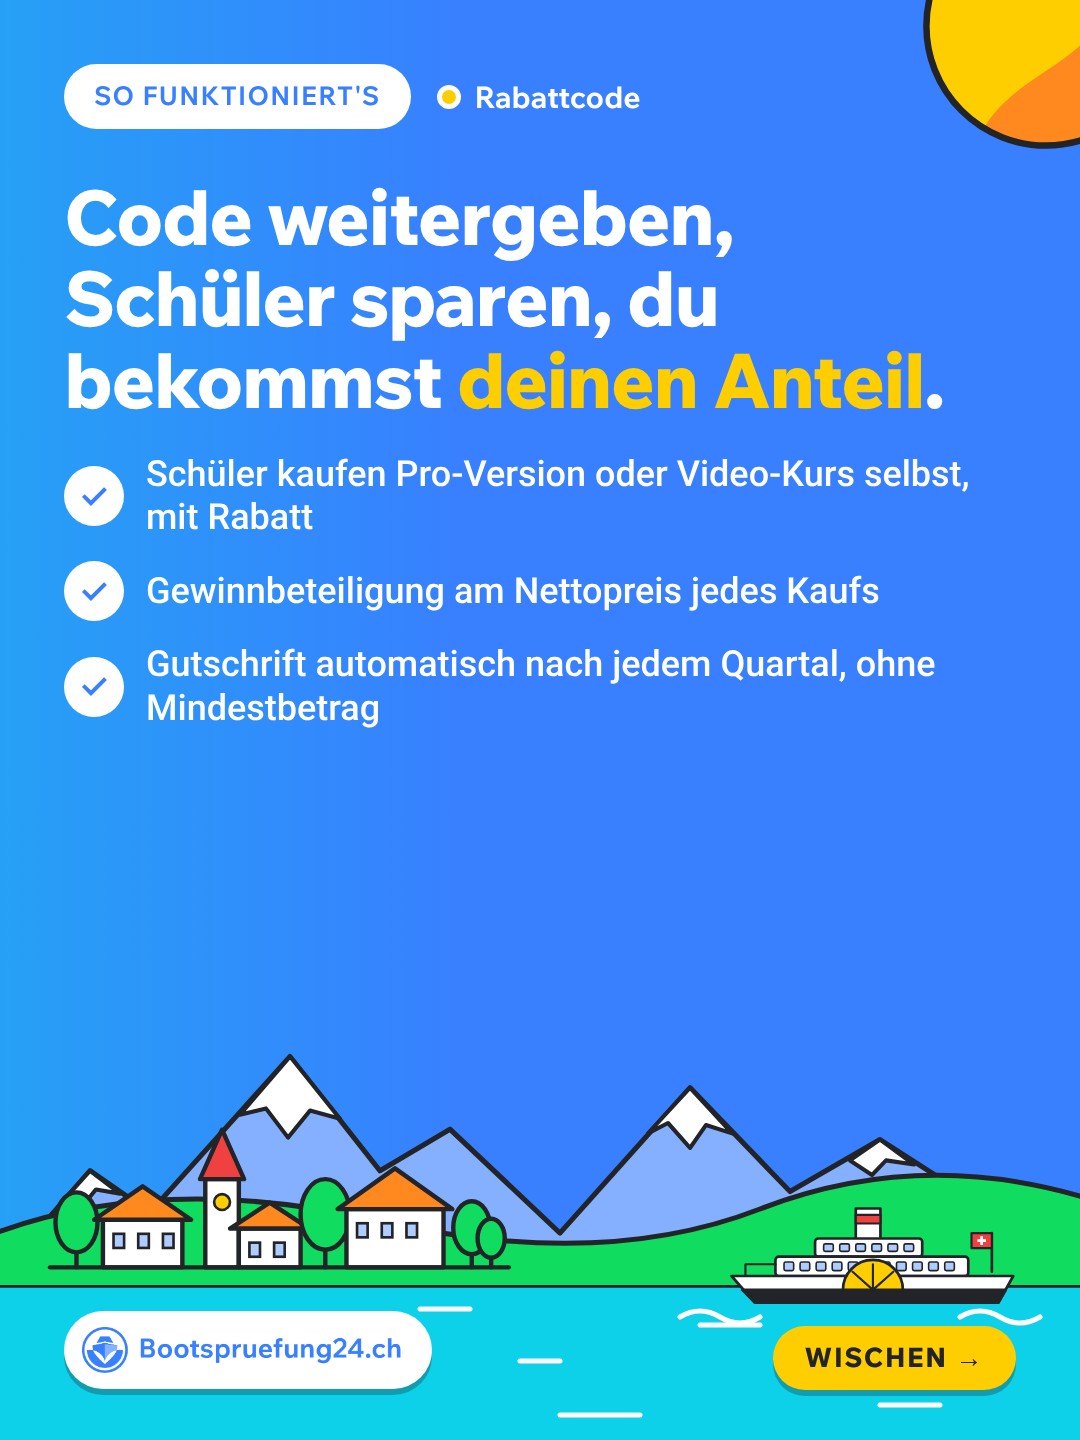 SO FUNKTIONIERT'S
Rabattcode
Code weitergeben,
Schüler sparen, du
bekommst deinen Anteil.
Schüler kaufen Pro-Version oder Video-Kurs selbst,
mit Rabatt
Gewinnbeteiligung am Nettopreis jedes Kaufs
Gutschrift automatisch nach jedem Quartal, ohne
Mindestbetrag
Bootspruefung24.ch
WISCHEN →